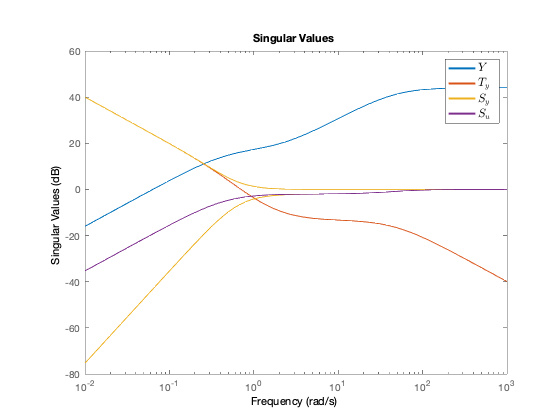 Singular Values
60
40
20
0
-20
-40
-60
-80
Singular Values (dB)
10^-2 10^-1 10^0 10^1 10^2 10^3
Frequency (rad/s)
Y
T_y
S_y
S_u